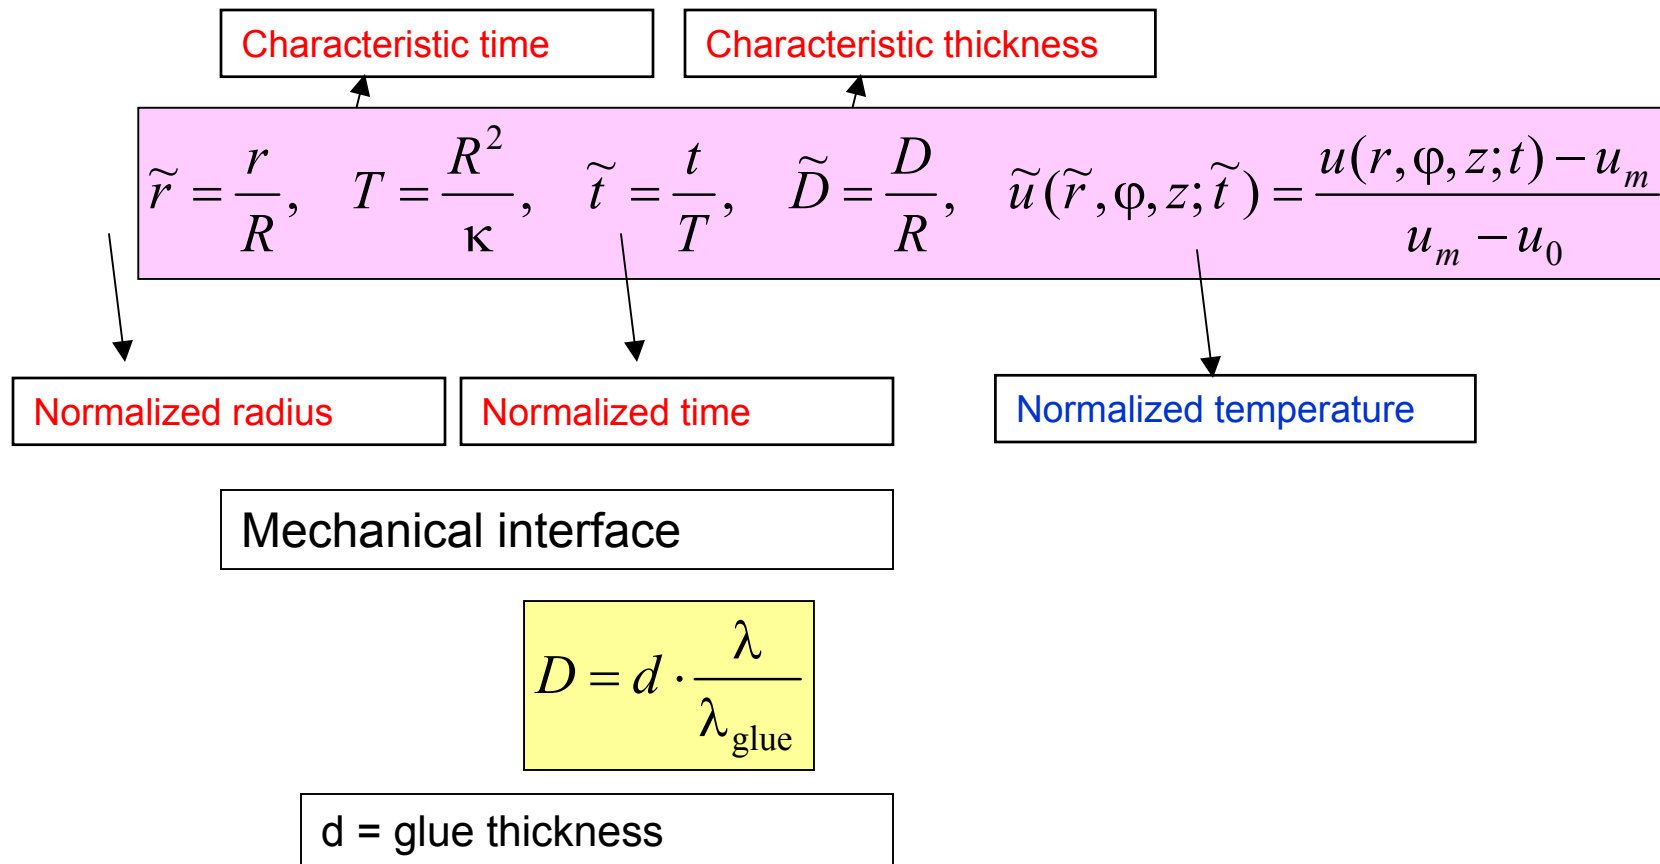 Characteristic time
Characteristic thickness
r̃ = r/R, T = R²/κ, t̃ = t/T, D̃ = D/R, ũ(r̃,φ,z;t̃) = (u(r,φ,z;t) − u_m)/(u_m − u_0)
Normalized radius
Normalized time
Normalized temperature
Mechanical interface
D = d · λ/λ_glue
d = glue thickness